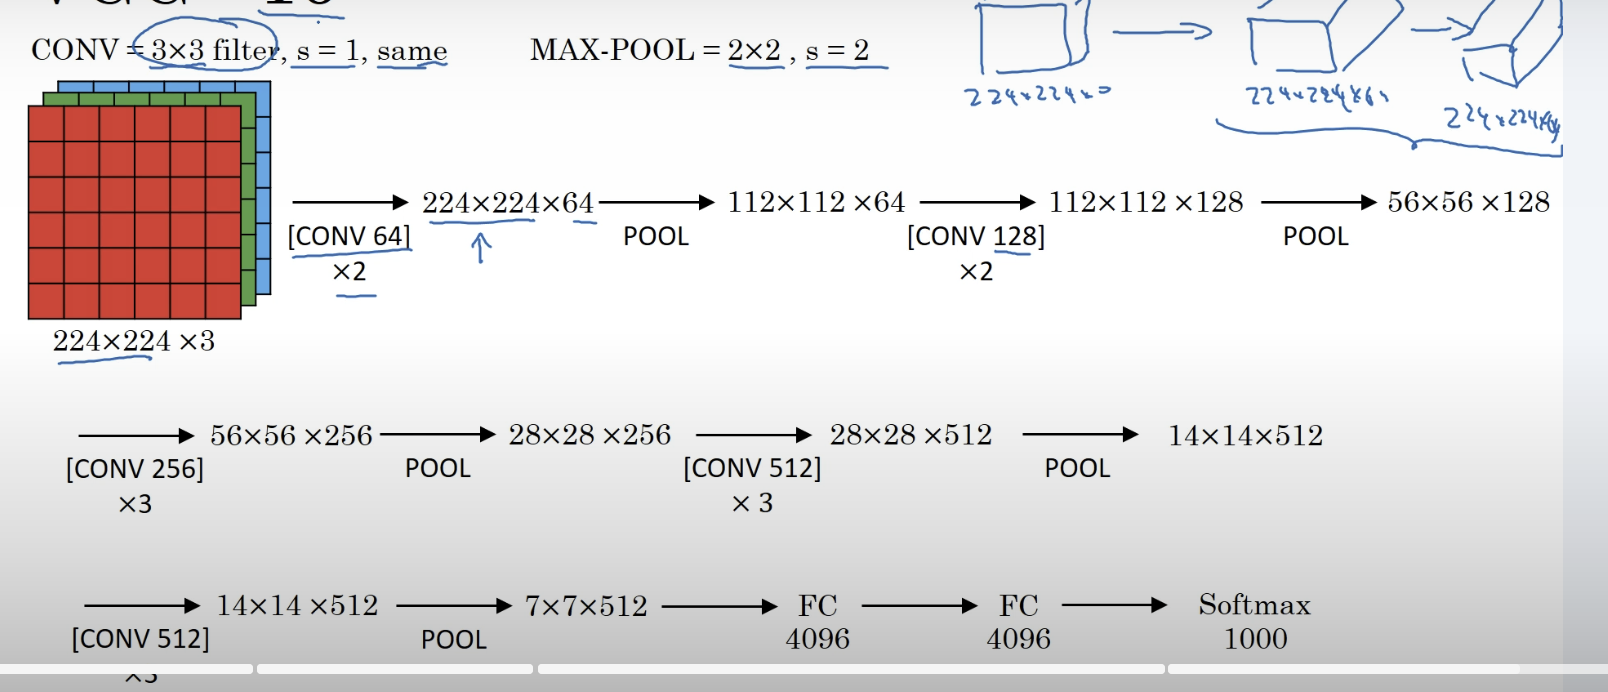 CONV = 3×3 filter, s = 1, same
MAX-POOL = 2×2 , s = 2
224×224
224×224
224×224×64
224×224 ×3
[CONV 64]
×2
224×224×64
POOL
112×112 ×64
[CONV 128]
×2
112×112 ×128
POOL
56×56 ×128
[CONV 256]
×3
56×56 ×256
POOL
28×28 ×256
[CONV 512]
× 3
28×28 ×512
POOL
14×14×512
[CONV 512]
×3
14×14 ×512
POOL
7×7×512
FC
4096
FC
4096
Softmax
1000